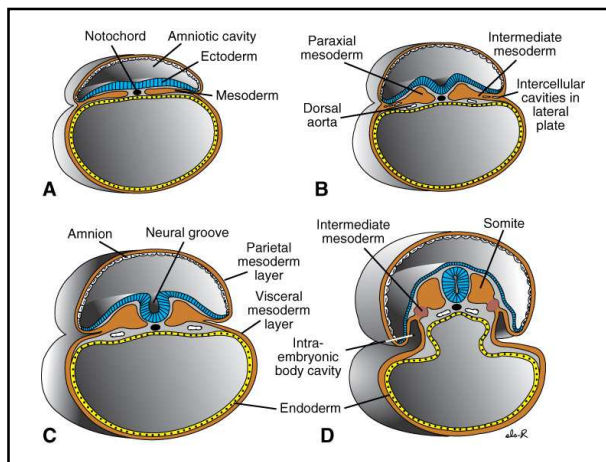 Notochord
Amniotic cavity
Ectoderm
Mesoderm
A
Paraxial
mesoderm
Intermediate
mesoderm
Intercellular
cavities in
lateral
plate
Dorsal
aorta
B
Amnion
Neural groove
Parietal
mesoderm
layer
Visceral
mesoderm
layer
Endoderm
C
Intermediate
mesoderm
Somite
Intra-
embryonic
body cavity
D